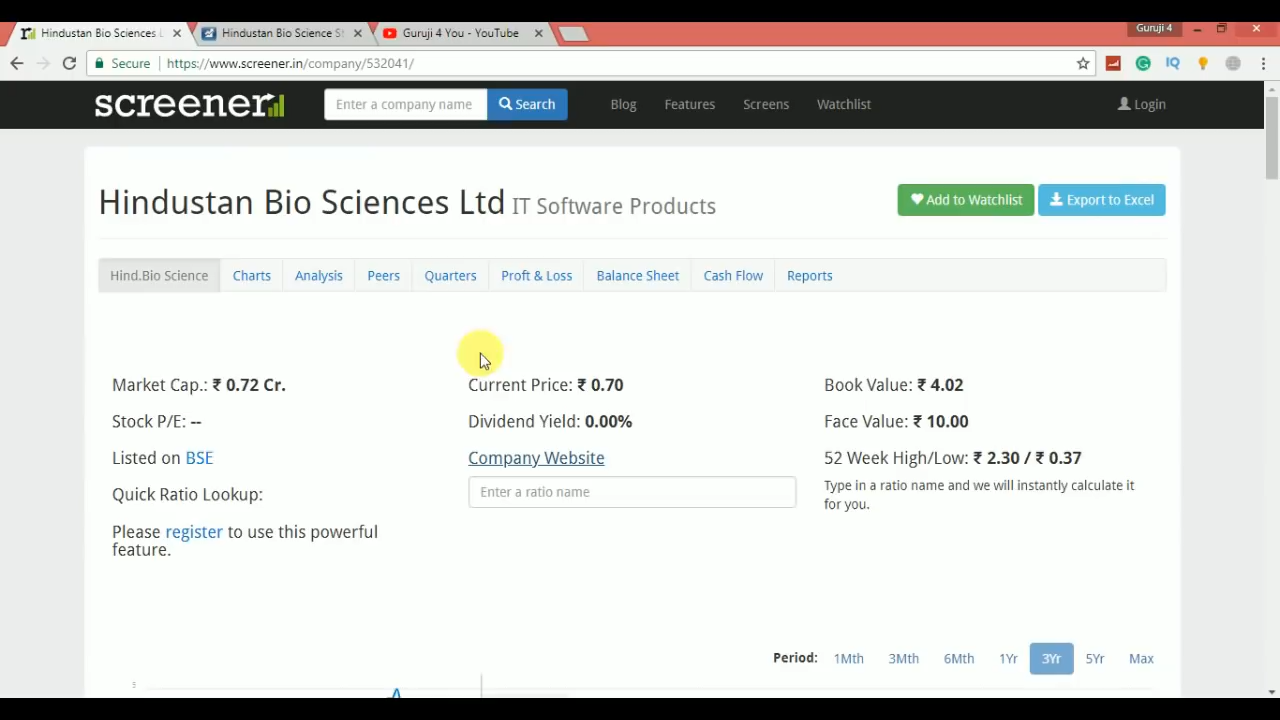 Hindustan Bio Sciences L
Hindustan Bio Science St
Guruji 4 You - YouTube
Guruji 4
Secure https://www.screener.in/company/532041/
screener
Enter a company name
Search
Blog
Features
Screens
Watchlist
Login
Hindustan Bio Sciences Ltd IT Software Products
Add to Watchlist
Export to Excel
Hind.Bio Science
Charts
Analysis
Peers
Quarters
Proft & Loss
Balance Sheet
Cash Flow
Reports
Market Cap.: ₹ 0.72 Cr.
Current Price: ₹ 0.70
Book Value: ₹ 4.02
Stock P/E: --
Dividend Yield: 0.00%
Face Value: ₹ 10.00
Listed on BSE
Company Website
52 Week High/Low: ₹ 2.30 / ₹ 0.37
Quick Ratio Lookup:
Enter a ratio name
Type in a ratio name and we will instantly calculate it
for you.
Please register to use this powerful
feature.
Period:
1Mth
3Mth
6Mth
1Yr
3Yr
5Yr
Max
5